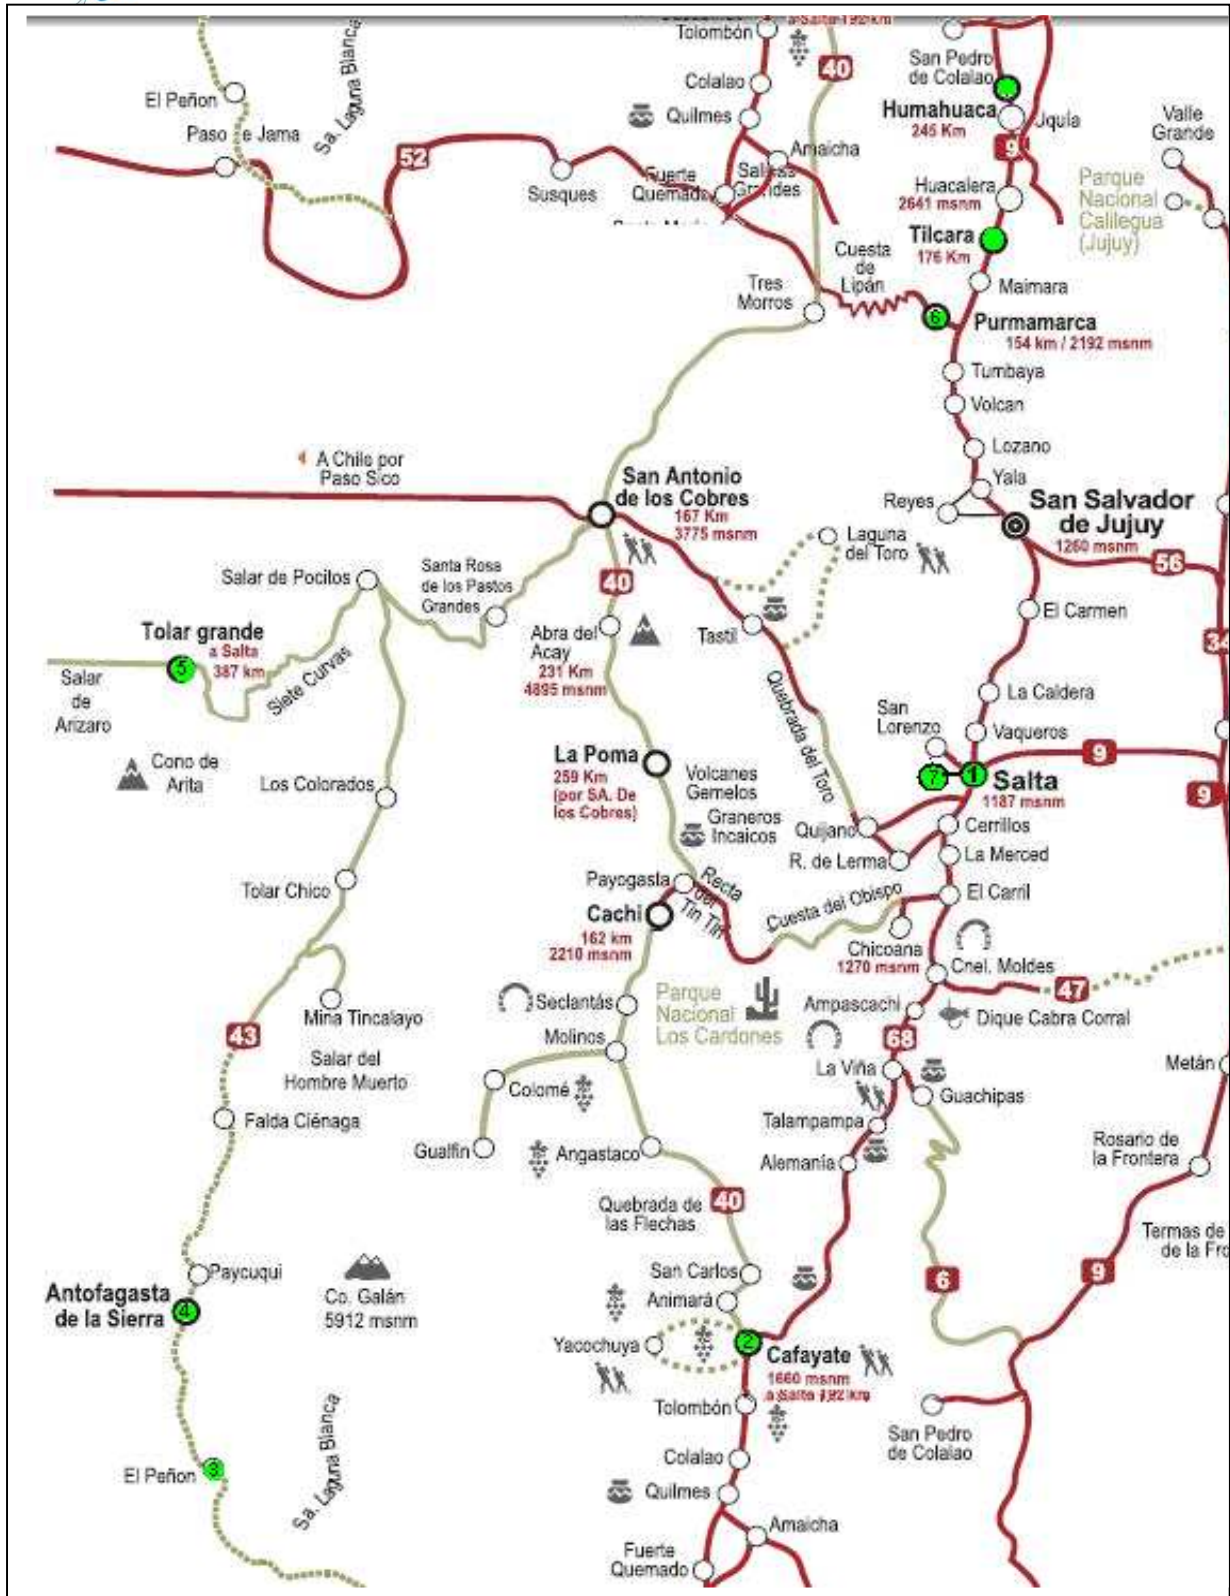 a Salta 192 km
Tolombón
40
San Pedro
de Colalao
El Peñon
Sa. Laguna Blanca
Colalao
Humahuaca
245 Km
Quilmes
Valle
Grande
Paso de Jama
52
Amaicha
9
Susques
Fuerte
Quemado
Salinas
Grandes
Huacalera
2641 msnm
Parque
Nacional
Calilegua
(Jujuy)
Tilcara
176 Km
Cuesta
de
Lipán
Tres
Morros
Maimara
6
Purmamarca
154 km / 2192 msnm
Tumbaya
Volcan
Lozano
A Chile por
Paso Sico
San Antonio
de los Cobres
167 Km
3775 msnm
Yala
Reyes
San Salvador
de Jujuy
1260 msnm
Laguna
del Toro
56
Salar de Pocitos
Santa Rosa
de los Pastos
Grandes
40
El Carmen
Tolar grande
a Salta
387 km
5
Siete Curvas
Abra del
Acay
231 Km
4895 msnm
Tastil
Salar
de
Arizaro
Quebrada del Toro
La Caldera
San
Lorenzo
Vaqueros
9
Cono de
Arita
La Poma
259 Km
(por SA. De
los Cobres)
Volcanes
Gemelos
7
1
Salta
1187 msnm
9
Los Colorados
Graneros
Incaicos
Quijano
Cerrillos
R. de Lerma
La Merced
Tolar Chico
Payogasta
Recta
del
Tin Tin
Cuesta del Obispo
El Carril
Cachi
162 km
2210 msnm
Chicoana
1270 msnm
Cnel. Moldes
47
Mina Tincalayo
Seclantás
Parque
Nacional
Los Cardones
Ampascachi
Dique Cabra Corral
43
Molinos
68
Salar del
Hombre Muerto
La Viña
Metán
Colomé
Guachipas
Falda Ciénaga
Talampampa
Gualfin
Angastaco
Alemanía
Rosario de
la Frontera
Quebrada de
las Flechas
40
Termas de
de la
Paycuqui
San Carlos
6
9
Antofagasta
de la Sierra
4
Co. Galán
5912 msnm
Animará
Yacochuya
2
Cafayate
1660 msnm
a Salta 192 km
Tolombón
San Pedro
de Colalao
Sa. Laguna Blanca
Colalao
El Peñon
3
Quilmes
Amaicha
Fuerte
Quemado